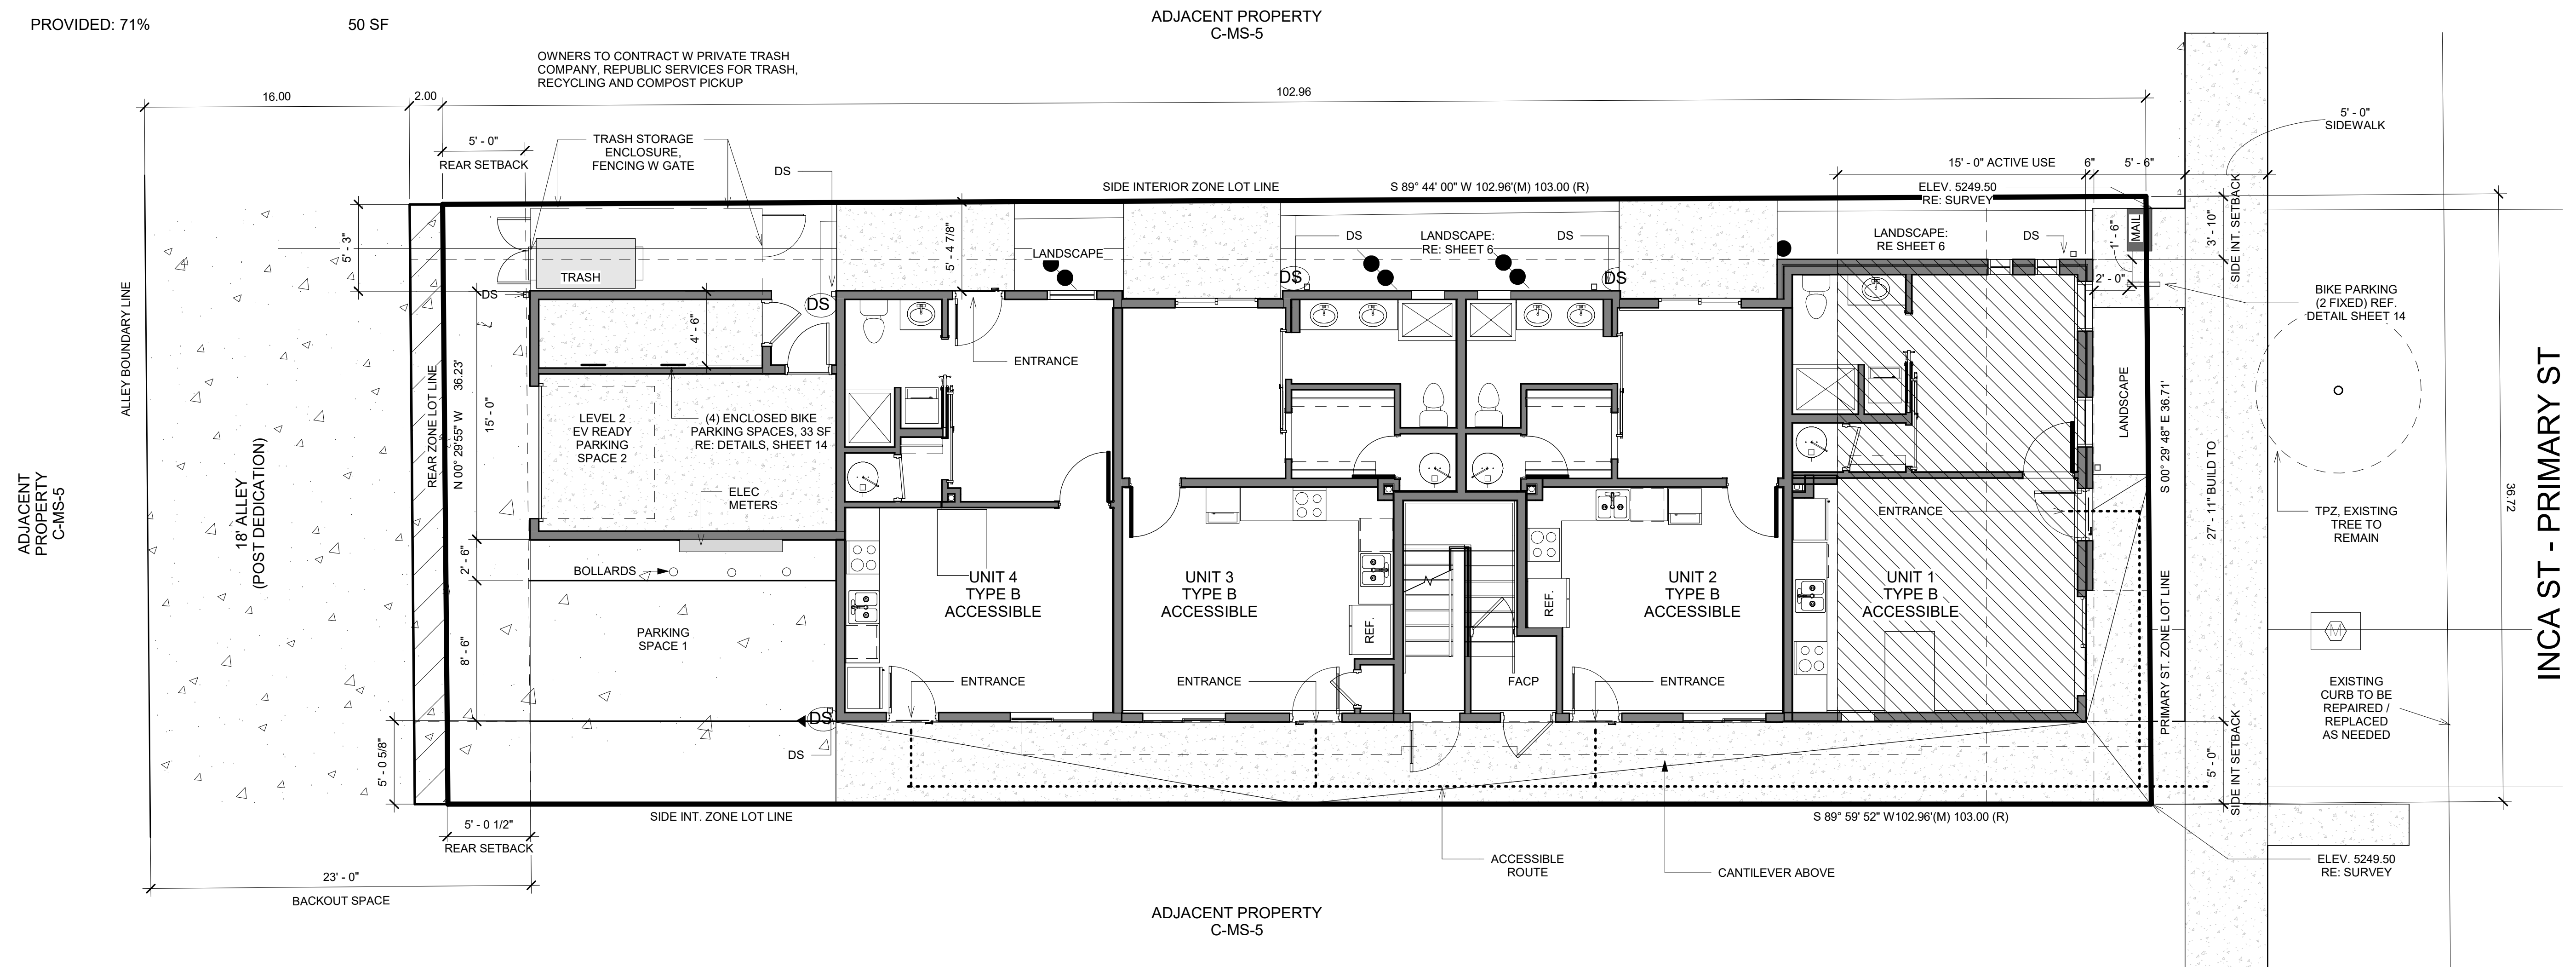 PROVIDED: 71%
50 SF
ADJACENT PROPERTY
C-MS-5
OWNERS TO CONTRACT W PRIVATE TRASH
COMPANY, REPUBLIC SERVICES FOR TRASH,
RECYCLING AND COMPOST PICKUP
16.00
2.00
102.96
5' - 0"
SIDEWALK
5' - 0"
REAR SETBACK
TRASH STORAGE
ENCLOSURE,
FENCING W GATE
DS
15' - 0" ACTIVE USE
6"
5' - 6"
SIDE INTERIOR ZONE LOT LINE
S 89° 44' 00" W 102.96'(M) 103.00 (R)
ELEV. 5249.50
RE: SURVEY
5' - 3"
5' - 4 7/8"
LANDSCAPE
DS
LANDSCAPE:
RE: SHEET 6
DS
LANDSCAPE:
RE SHEET 6
DS
1' - 6"
MAIL
3' - 10"
SIDE INT. SETBACK
2' - 0"
TRASH
DS
DS
DS
DS
4' - 6"
BIKE PARKING
(2 FIXED) REF.
DETAIL SHEET 14
ENTRANCE
ALLEY BOUNDARY LINE
18' ALLEY
(POST DEDICATION)
REAR ZONE LOT LINE
N 00° 29'55" W
36.23'
15' - 0"
LEVEL 2
EV READY
PARKING
SPACE 2
(4) ENCLOSED BIKE
PARKING SPACES, 33 SF
RE: DETAILS, SHEET 14
ELEC
METERS
LANDSCAPE
S 00° 29' 48" E 36.71'
27' - 11" BUILD TO
36.72
INCA ST - PRIMARY ST
ADJACENT
PROPERTY
C-MS-5
ENTRANCE
TPZ, EXISTING
TREE TO
REMAIN
2' - 6"
BOLLARDS
UNIT 4
TYPE B
ACCESSIBLE
UNIT 3
TYPE B
ACCESSIBLE
REF.
REF.
UNIT 2
TYPE B
ACCESSIBLE
UNIT 1
TYPE B
ACCESSIBLE
M
8' - 6"
PARKING
SPACE 1
ENTRANCE
ENTRANCE
FACP
ENTRANCE
PRIMARY ST. ZONE LOT LINE
EXISTING
CURB TO BE
REPAIRED /
REPLACED
AS NEEDED
DS
DS
5' - 0 5/8"
5' - 0"
SIDE INT SETBACK
SIDE INT. ZONE LOT LINE
S 89° 59' 52" W102.96'(M) 103.00 (R)
5' - 0 1/2"
REAR SETBACK
ACCESSIBLE
ROUTE
CANTILEVER ABOVE
ELEV. 5249.50
RE: SURVEY
23' - 0"
BACKOUT SPACE
ADJACENT PROPERTY
C-MS-5